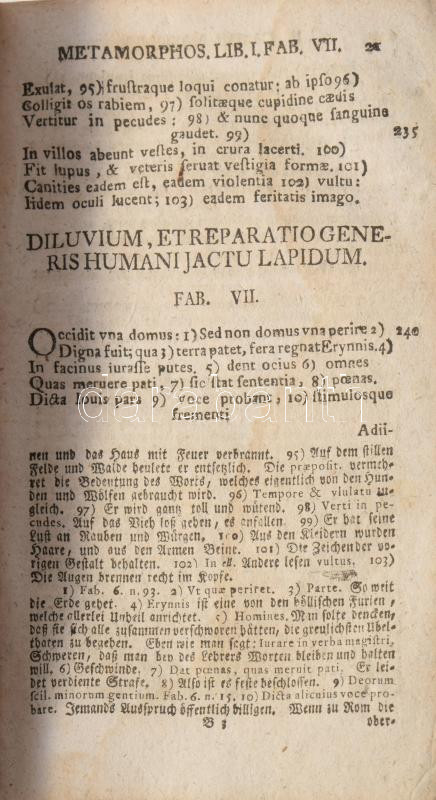 METAMORPHOS. LIB. I. FAB. VII. 21
Exulat, 95) frustraque loqui conatur: ab ipso 96)
Colligit os rabiem, 97) solitæque cupidine cædis
Vertitur in pecudes: 98) & nunc quoque sanguine
gaudet. 99) 235
In villos abeunt vestes, in crura lacerti. 100)
Fit lupus, & veteris servat vestigia formæ. 101)
Canities eadem est, eadem violentia 102) vultu:
Iidem oculi lucent; 103) eadem feritatis imago.
DILUVIUM, ET REPARATIO GENE-
RIS HUMANI JACTU LAPIDUM.
FAB. VII.
Occidit vna domus: 1) Sed non domus vna perire 2) 240
Digna fuit; qua 3) terra patet, fera regnat Erynnis. 4)
In facinus jurasse putes. 5) dent ocius 6) omnes
Quas meruere pati, 7) sic stat sententia, 8) pœnas.
Dicta Iouis pars 9) voce probant, 10) stimulosque
frementi
Adii-
nen und das Haus mit Feuer verbrannt. 95) Auf dem stillen
Felde und Walde heulete er entsetzlich. Die præposit. vermeh-
ret die Bedeutung des Worts, welches eigentlich von den Hun-
den und Wölfen gebraucht wird. 96) Tempore & vlulatu zu-
gleich. 97) Er wird gantz toll und wütend. 98) Verti in pe-
cudes. Auf das Vieh loß gehen, es anfallen. 99) Er hat seine
Lust an Rauben und Würgen. 100) Aus den Kleidern wurden
Haare, und aus den Armen Beine. 101) Die Zeichen der vo-
rigen Gestalt behalten. 102) In ell. Andere lesen vultus. 103)
Die Augen brennen recht im Kopfe.
1) Fab. 6. n. 93. 2) Vt quæ periret. 3) Parte. So weit
die Erde gehet. 4) Erynnis ist eine von den höllischen Furien,
welche allerlei Unheil anrichtet. 5) Homines. Man solte dencken,
daß sie sich alle zusammen verschworen hätten, die greulichsten Übel-
thaten zu begehen. Eben wie man sagt: Iurare in verba magistri,
Schweren, daß man bey des Lehrers Worten bleiben und halten
will. 6) Geschwinde. 7) Dat pœnas, quas meruit pati. Er lei-
det verdiente Strafe. 8) Also ist es feste beschlossen. 9) Deorum
scil. minorum gentium. Fab. 6. n. 15. 10) Dicta alicuius voce pro-
bare. Jemands Ausspruch öffentlich billigen. Wenn zu Rom die
B 3 ober-